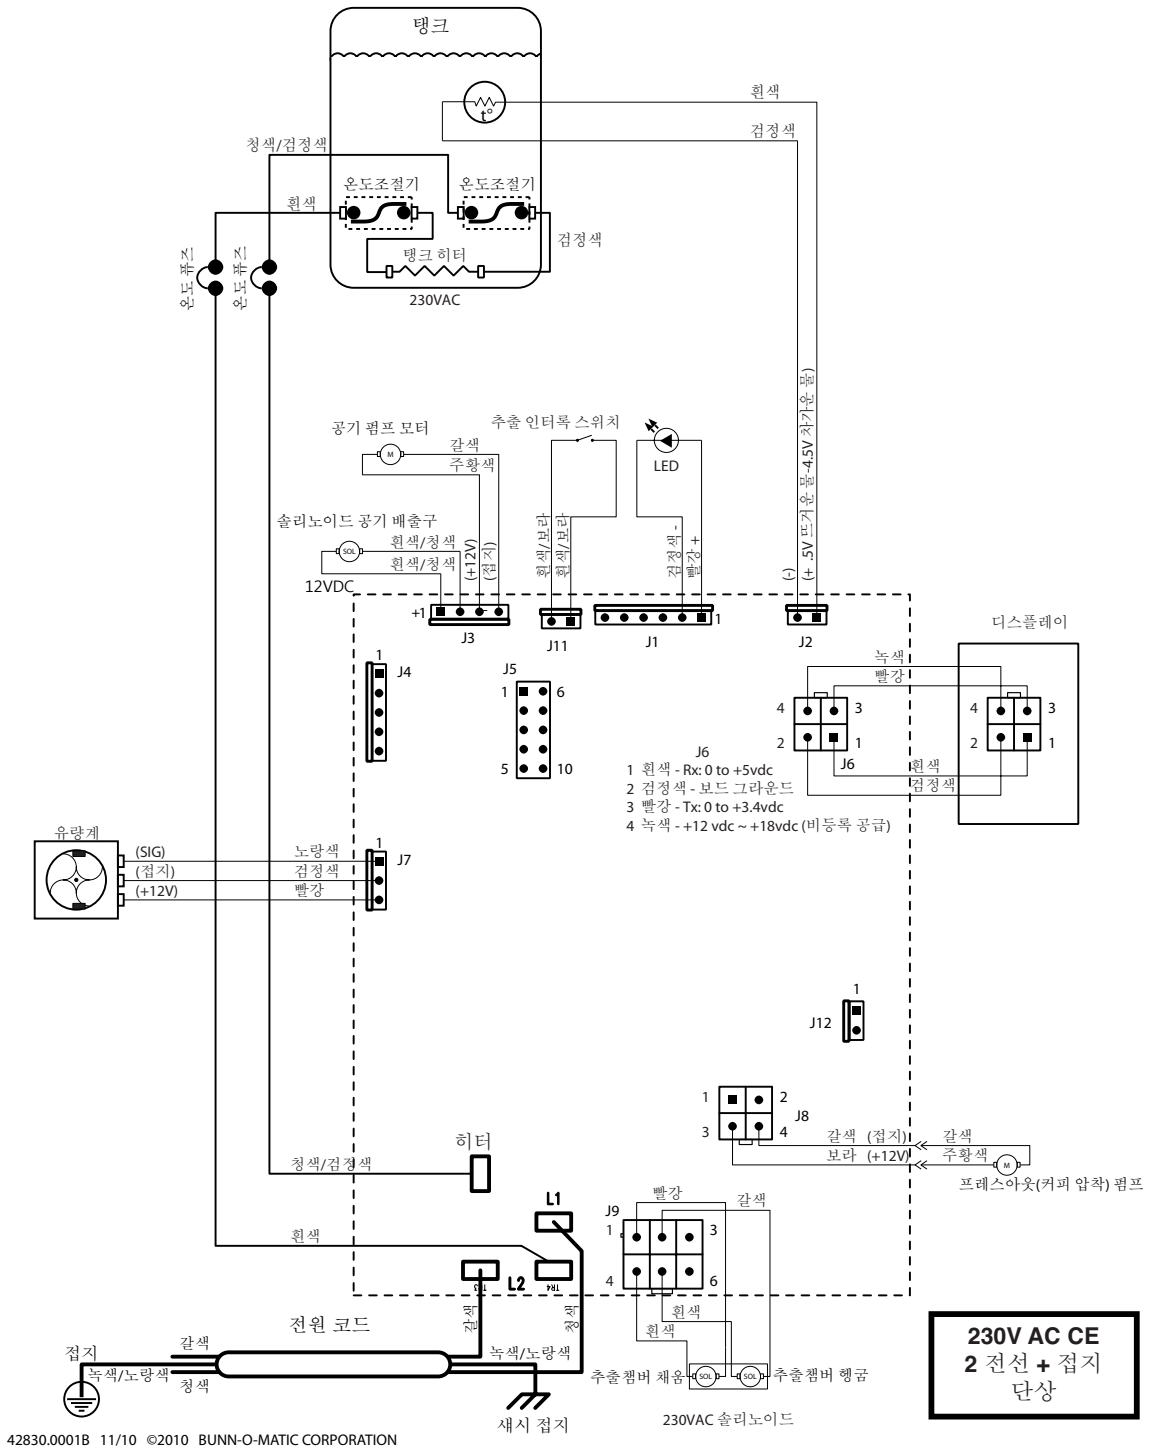 탱크
흰색
t°
검정색
청색/검정색
온도조절기
온도조절기
흰색
검정색
탱크 히터
230VAC
온도 퓨즈
온도 퓨즈
(+ .5V 뜨거운 물-4.5V 차가운 물)
(-)
공기 펌프 모터
M
갈색
주황색
추출 인터록 스위치
LED
솔리노이드 공기 배출구
SOL
흰색/청색
흰색/청색
12VDC
(+12V)
(접지)
흰색/보라
흰색/보라
검정색 -
빨강 +
+1
J3
J11
J1
1
J2
디스플레이
1
J4
J5
1
6
5
10
녹색
빨강
4
3
2
1
J6
4
3
2
1
흰색
검정색
J6
1 흰색 - Rx: 0 to +5vdc
2 검정색 - 보드 그라운드
3 빨강 - Tx: 0 to +3.4vdc
4 녹색 - +12 vdc ~ +18vdc (비등록 공급)
유량계
(SIG)
노랑색
(접지)
검정색
(+12V)
빨강
1
J7
1
J12
1
2
3
4
J8
갈색 (접지)
갈색
보라 (+12V)
주황색
M
프레스아웃(커피 압착) 펌프
히터
청색/검정색
흰색
L1
L2
TR3
TR4
갈색
청색
J9
빨강
갈색
1
3
4
6
흰색
흰색
추출챔버 채움
SOL
SOL
추출챔버 헹굼
230VAC 솔리노이드
전원 코드
갈색
접지
녹색/노랑색
청색
녹색/노랑색
섀시 접지
230V AC CE
2 전선 + 접지
단상
42830.0001B 11/10 ©2010 BUNN-O-MATIC CORPORATION